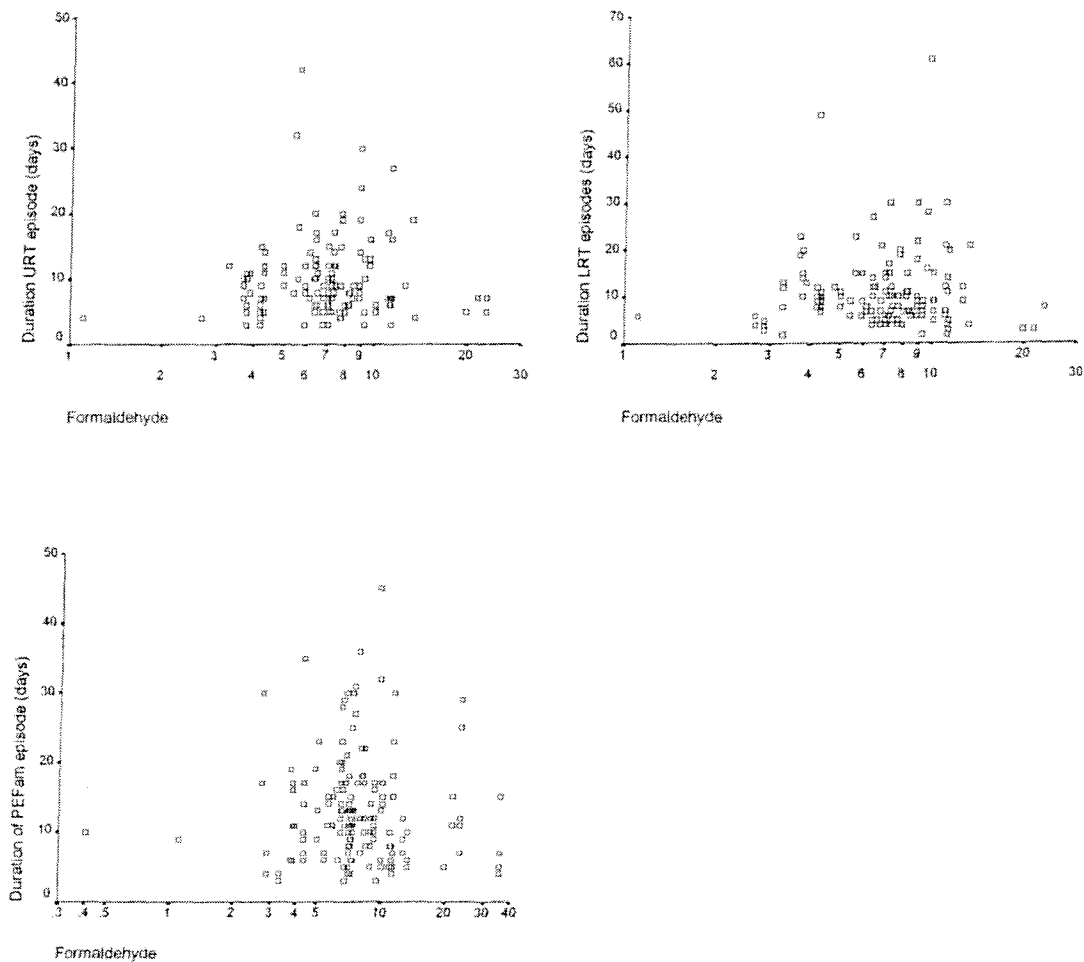 50
40
30
20
10
0
Duration URT episode (days)
1 3 5 7 9 20
2 4 6 8 10 30
Formaldehyde
70
60
50
40
30
20
10
0
Duration LRT episodes (days)
1 3 5 7 9 20
2 4 6 8 10 30
Formaldehyde
50
40
30
20
10
0
Duration of PEFam episode (days)
.3 .4 .5 1 2 3 4 5 10 20 30 40
Formaldehyde